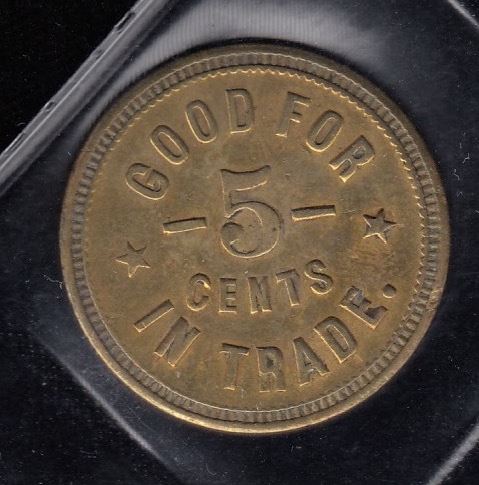 GOOD FOR
- 5 -
CENTS
IN TRADE.